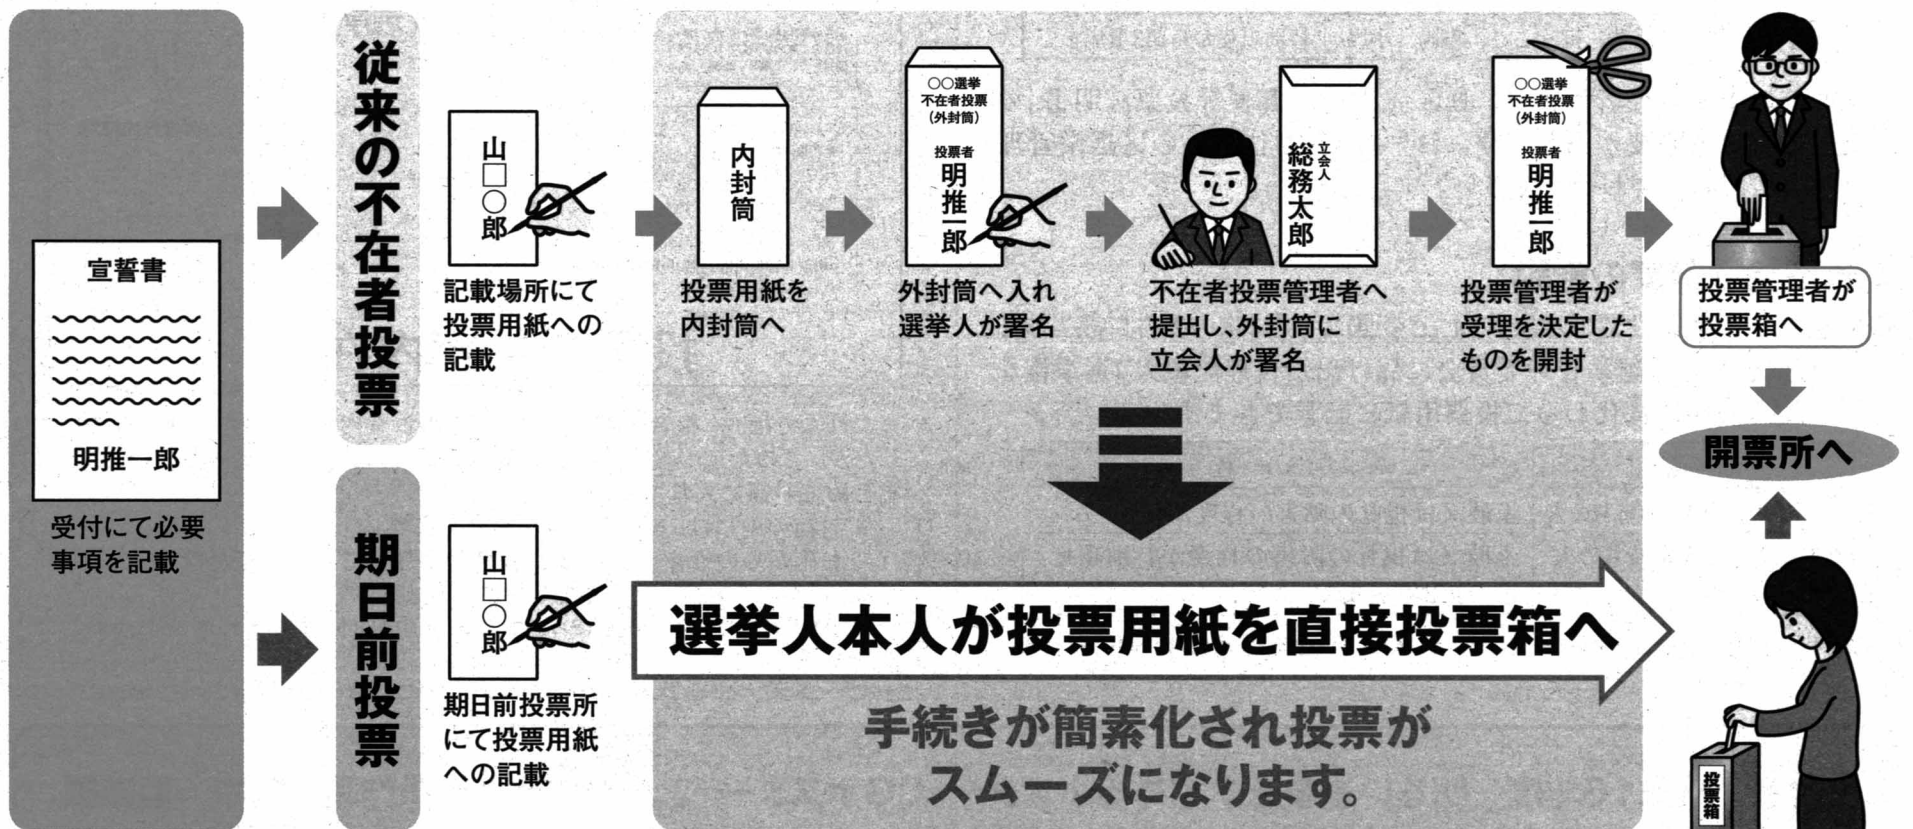 宣誓書
明推一郎
受付にて必要
事項を記載
従来の不在者投票
山□○郎
記載場所にて
投票用紙への
記載
内封筒
投票用紙を
内封筒へ
○○選挙
不在者投票
(外封筒)
投票者
明推一郎
外封筒へ入れ
選挙人が署名
立会人
総務太郎
不在者投票管理者へ
提出し、外封筒に
立会人が署名
○○選挙
不在者投票
(外封筒)
投票者
明推一郎
投票管理者が
受理を決定した
ものを開封
投票管理者が
投票箱へ
開票所へ
期日前投票
山□○郎
期日前投票所
にて投票用紙
への記載
選挙人本人が投票用紙を直接投票箱へ
手続きが簡素化され投票が
スムーズになります。
投票箱